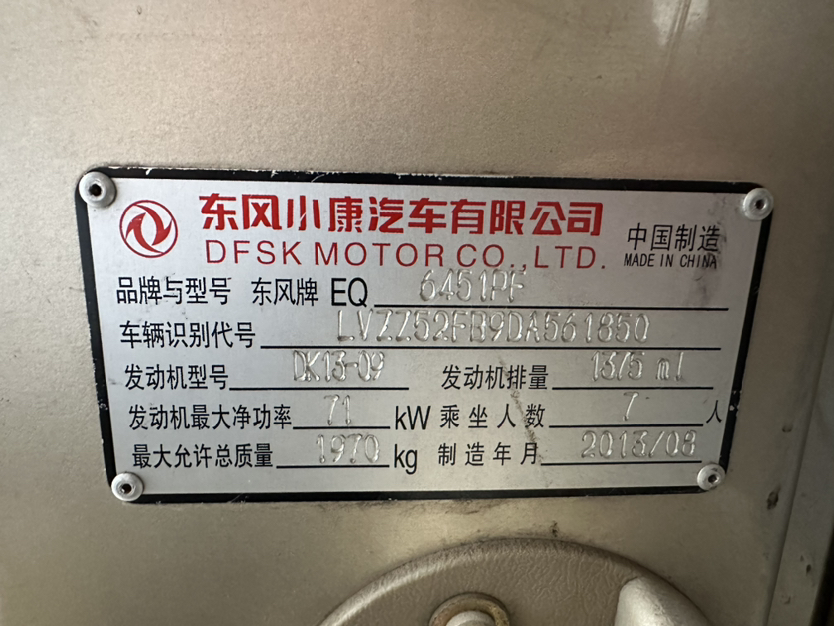 东风小康汽车有限公司
DFSK MOTOR CO., LTD.
中国制造
MADE IN CHINA
品牌与型号 东风牌 EQ 6451PF
车辆识别代号 LVZZ52FB9DA561850
发动机型号 DK13-09 发动机排量 1375 ml
发动机最大净功率 71 kW 乘坐人数 7 人
最大允许总质量 1970 kg 制造年月 2013/08